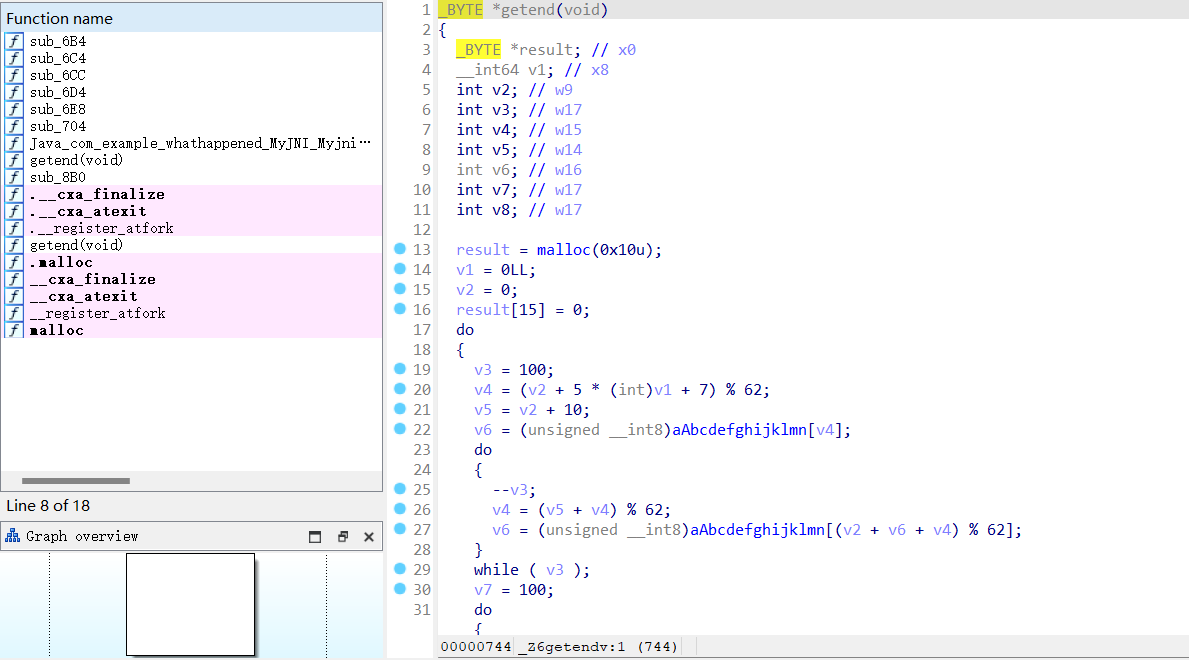 Function name
f sub_6B4
f sub_6C4
f sub_6CC
f sub_6D4
f sub_6E8
f sub_704
f Java_com_example_whathappened_MyJNI_Myjni…
f getend(void)
f sub_8B0
f .__cxa_finalize
f .__cxa_atexit
f .__register_atfork
f getend(void)
f .malloc
f __cxa_finalize
f __cxa_atexit
f __register_atfork
f malloc
Line 8 of 18
Graph overview
1 _BYTE *getend(void)
2 {
3 _BYTE *result; // x0
4 __int64 v1; // x8
5 int v2; // w9
6 int v3; // w17
7 int v4; // w15
8 int v5; // w14
9 int v6; // w16
10 int v7; // w17
11 int v8; // w17
12
13 result = malloc(0x10u);
14 v1 = 0LL;
15 v2 = 0;
16 result[15] = 0;
17 do
18 {
19 v3 = 100;
20 v4 = (v2 + 5 * (int)v1 + 7) % 62;
21 v5 = v2 + 10;
22 v6 = (unsigned __int8)aAbcdefghijklmn[v4];
23 do
24 {
25 --v3;
26 v4 = (v5 + v4) % 62;
27 v6 = (unsigned __int8)aAbcdefghijklmn[(v2 + v6 + v4) % 62];
28 }
29 while ( v3 );
30 v7 = 100;
31 do
{
00000744 _Z6getendv:1 (744)